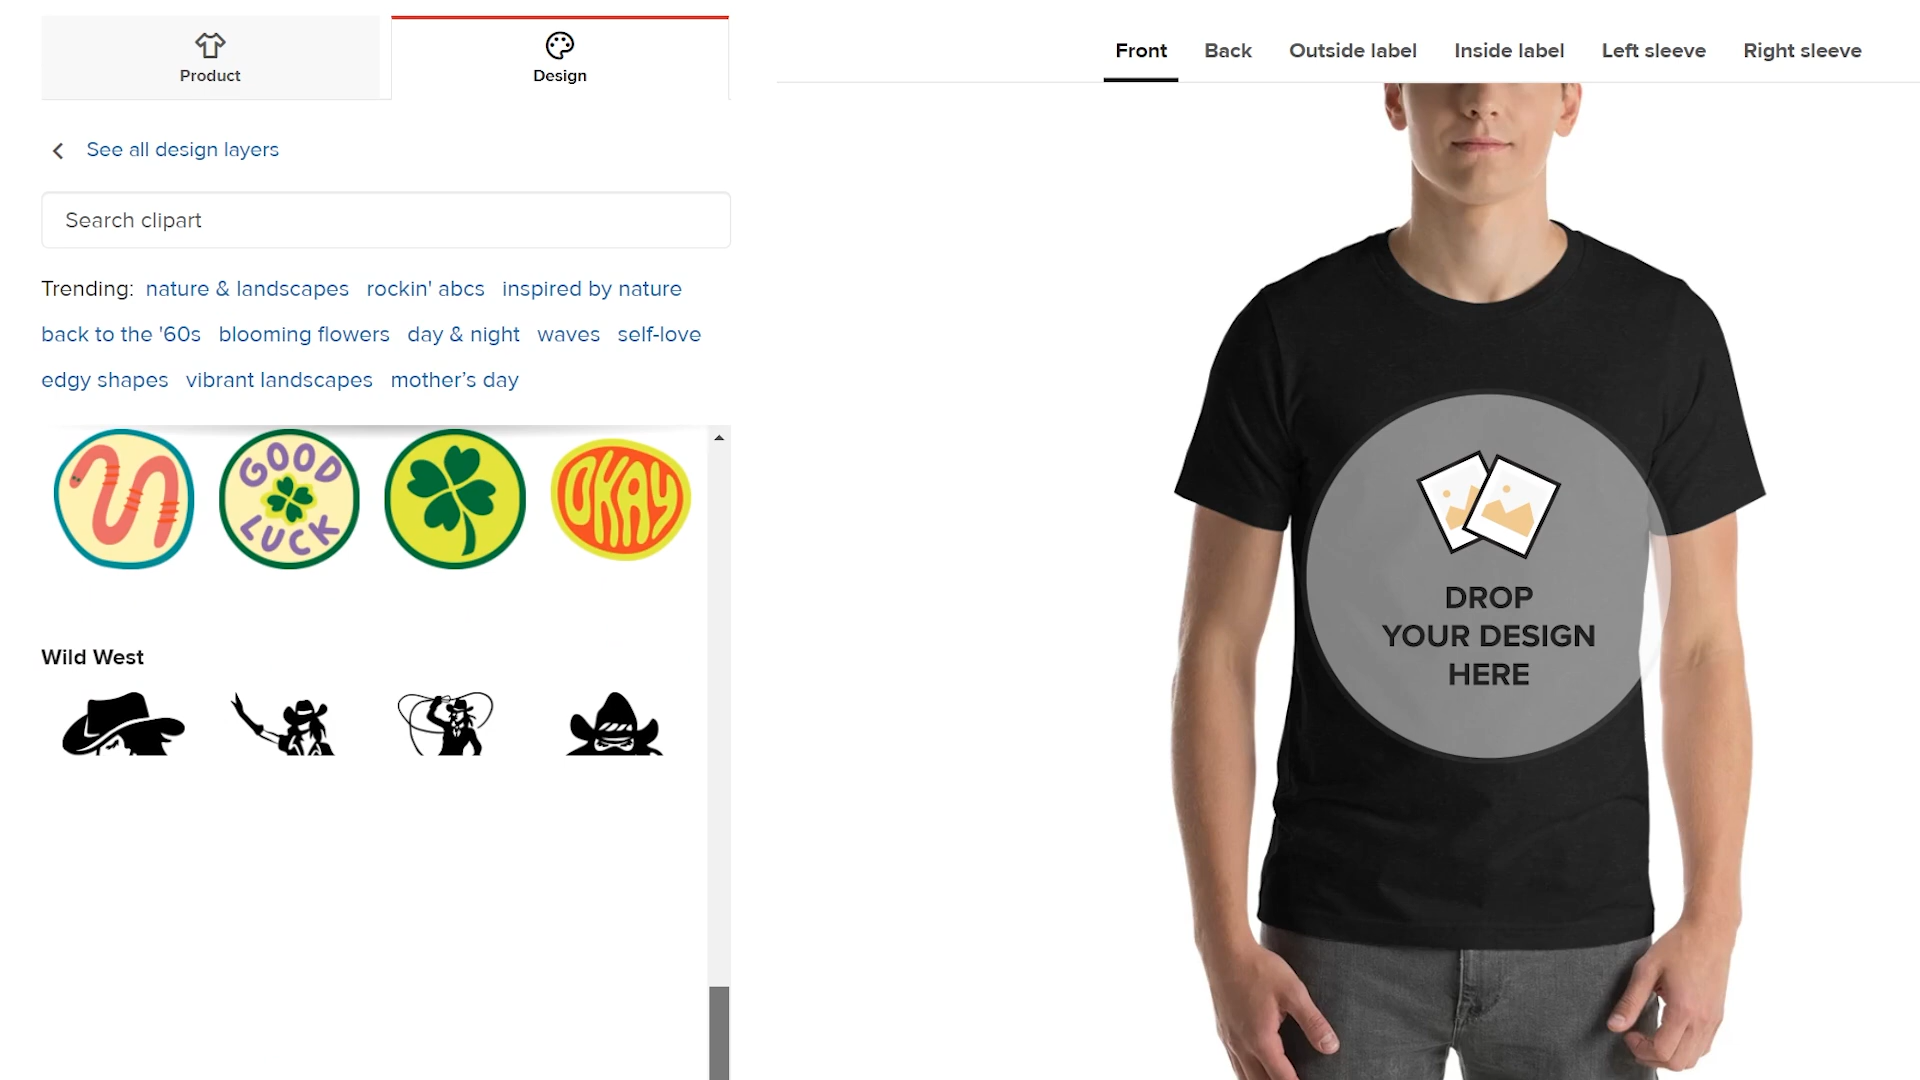 Product
Design
See all design layers
Search clipart
Trending: nature & landscapes rockin' abcs inspired by nature
back to the '60s blooming flowers day & night waves self-love
edgy shapes vibrant landscapes mother’s day
GOOD
LUCK
OKAY
Wild West
Front Back Outside label Inside label Left sleeve Right sleeve
DROP
YOUR DESIGN
HERE